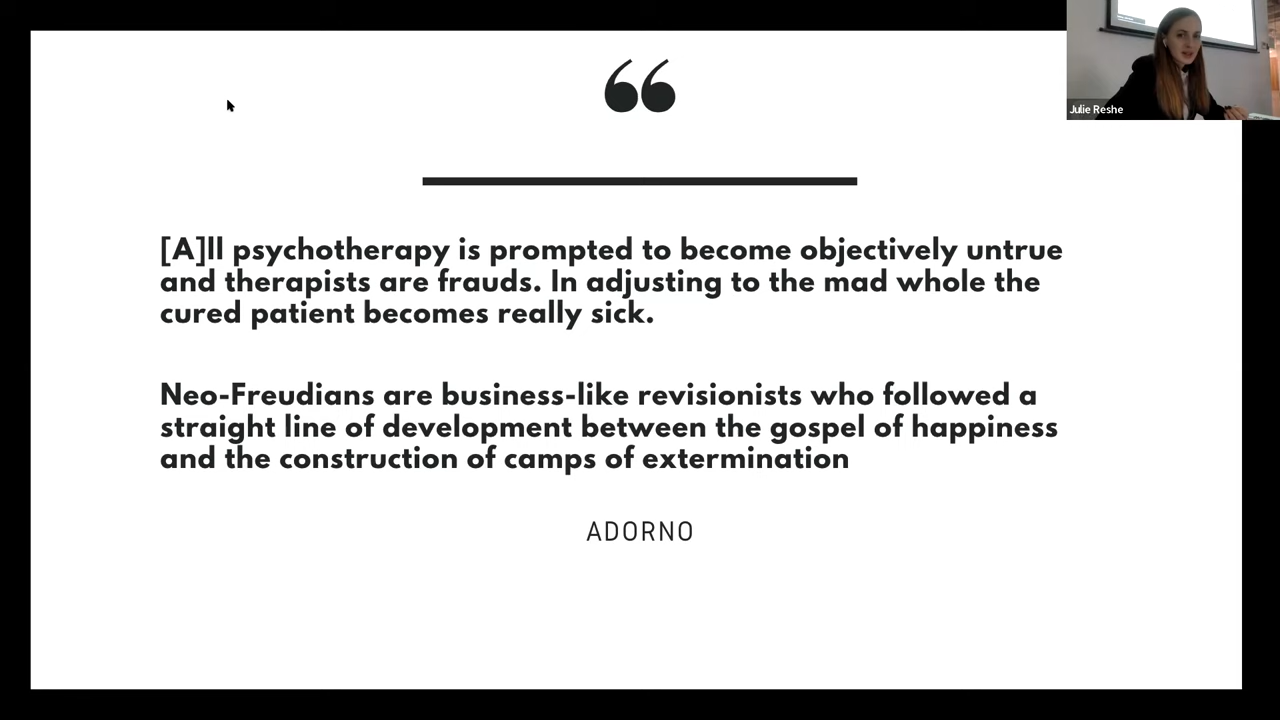 Julie Reshe
“
[A]ll psychotherapy is prompted to become objectively untrue
and therapists are frauds. In adjusting to the mad whole the
cured patient becomes really sick.
Neo-Freudians are business-like revisionists who followed a
straight line of development between the gospel of happiness
and the construction of camps of extermination
ADORNO